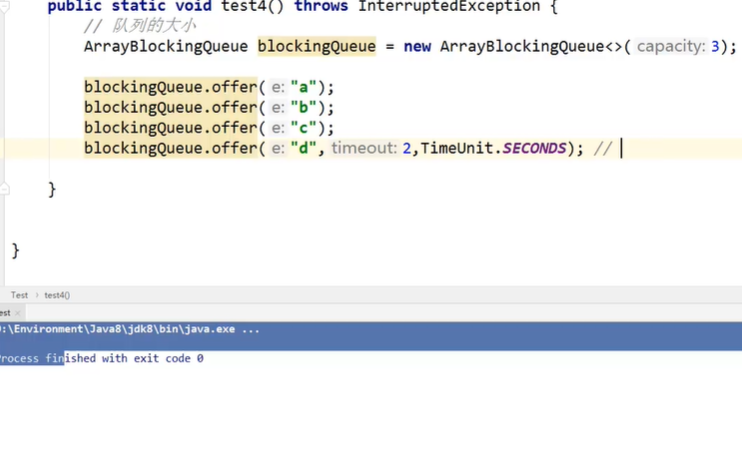 public static void test4() throws InterruptedException {
// 队列的大小
ArrayBlockingQueue blockingQueue = new ArrayBlockingQueue<>( capacity: 3);
blockingQueue.offer( e: "a");
blockingQueue.offer( e: "b");
blockingQueue.offer( e: "c");
blockingQueue.offer( e: "d", timeout: 2,TimeUnit.SECONDS); //
}
}
Test › test4()
est ×
:\Environment\Java8\jdk8\bin\java.exe ...
Process finished with exit code 0